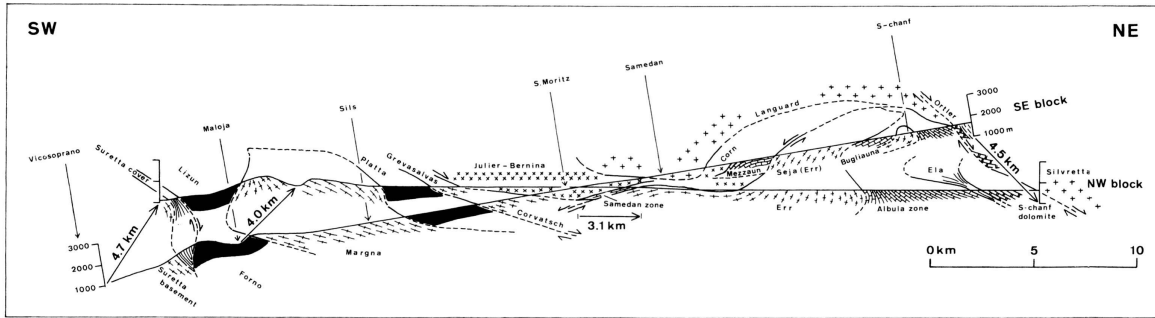 SW
NE
S-chanf
Samedan
S.Moritz
Sils
Maloja
Vicosoprano
Suretta cover
Lizun
Platta
Grevasalvas
Julier-Bernina
Corn
Languard
Ortler
3000
2000
1000 m
SE block
Mezzaun
Bugliauna
Seja (Err)
Ela
4.5 km
Silvretta
NW block
4.7 km
4.0 km
Corvatsch
Samedan zone
3.1 km
Err
Albula zone
S-chanf
dolomite
3000
2000
1000
Suretta
basement
Forno
Margna
0 km
5
10